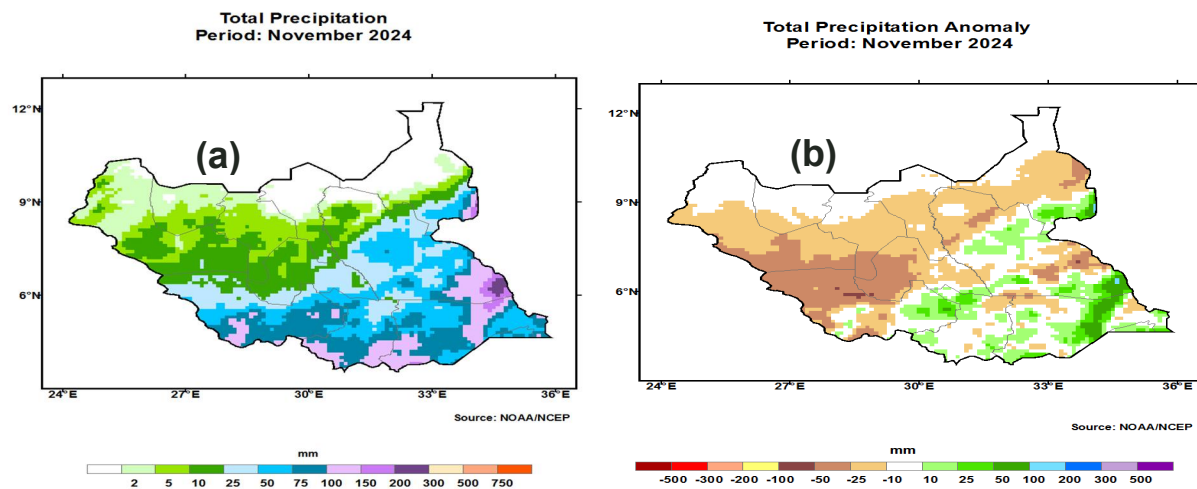 Total Precipitation
Period: November 2024
(a)
12°N
9°N
6°N
24°E 27°E 30°E 33°E 36°E
Source: NOAA/NCEP
mm
2 5 10 25 50 75 100 150 200 300 500 750
Total Precipitation Anomaly
Period: November 2024
(b)
12°N
9°N
6°N
24°E 27°E 30°E 33°E 36°E
Source: NOAA/NCEP
mm
-500 -300 -200 -100 -50 -25 -10 10 25 50 100 200 300 500